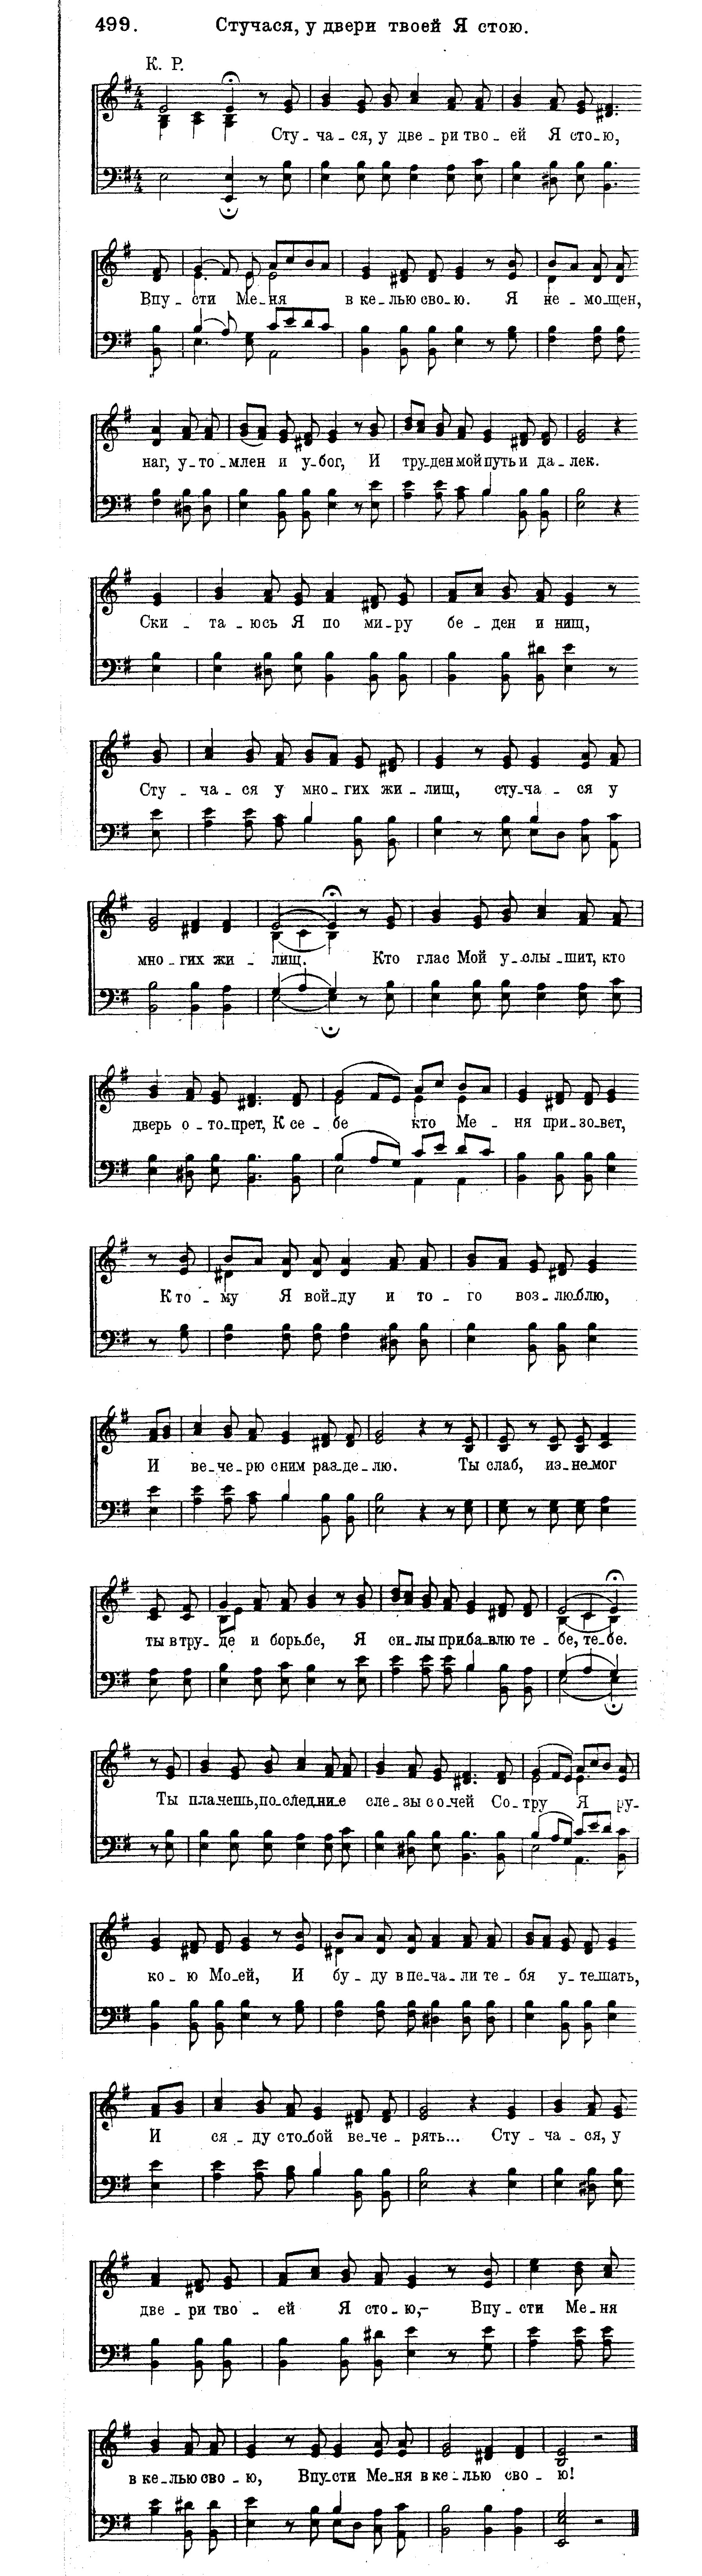 499. Стучася, у двери твоей Я стою.
К. Р.
Сту-ча-ся, у две-ри тво-ей Я сто-ю,
Впу-сти Ме-ня в ке-лью сво-ю. Я не-мо-щен,
наг, у-то-млен и у-бог, И тру-ден мой путь и да-лек.
Ски-та-юсь Я по ми-ру бе-ден и нищ,
Сту-ча-ся у мно-гих жи-лищ, сту-ча-ся у
мно-гих жи-лищ. Кто глас Мой у-слы-шит, кто
дверь о-то-прет, К се-бе кто Ме-ня при-зо-вет,
К то-му Я вой-ду и то-го воз-лю-блю,
И ве-че-рю с ним раз-де-лю. Ты слаб, из-не-мог
ты в тру-де и борь-бе, Я си-лы при-ба-влю те-бе, те-бе.
Ты пла-чешь, по-след-ни-е сле-зы с о-чей Со-тру Я ру-
ко-ю Мо-ей, И бу-ду в пе-ча-ли те-бя у-те-шать,
И ся-ду с то-бой ве-че-рять... Сту-ча-ся, у
две-ри тво-ей Я сто-ю,- Впу-сти Ме-ня
в ке-лью сво-ю, Впу-сти Ме-ня в ке-лью сво-ю!